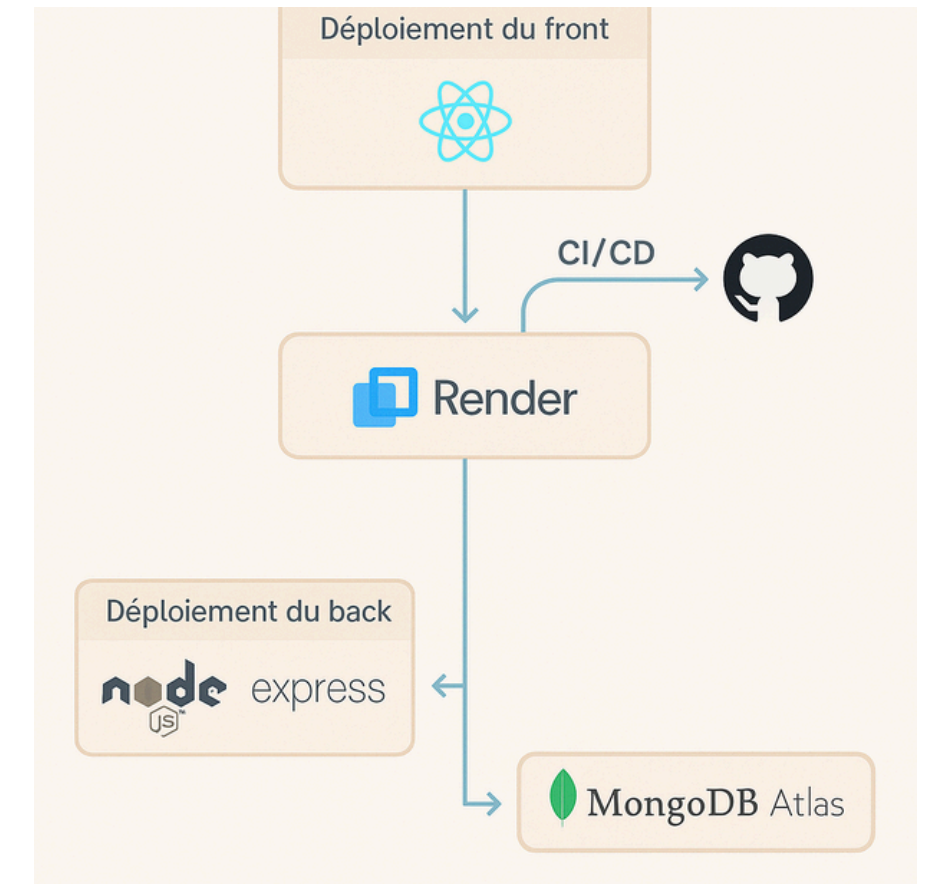 Déploiement du front
CI/CD
Render
Déploiement du back
node express
JS
MongoDB Atlas